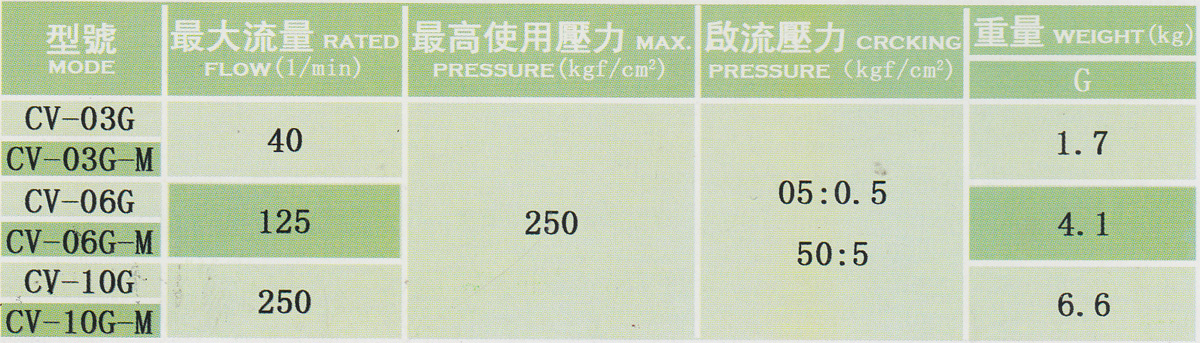 型號
MODE
最大流量 RATED
FLOW(l/min)
最高使用壓力 MAX.
PRESSURE(kgf/cm²)
啟流壓力 CRCKING
PRESSURE (kgf/cm²)
重量 WEIGHT(kg)
G
CV-03G
CV-03G-M
40
1.7
CV-06G
CV-06G-M
125
250
05:0.5
50:5
4.1
CV-10G
CV-10G-M
250
6.6